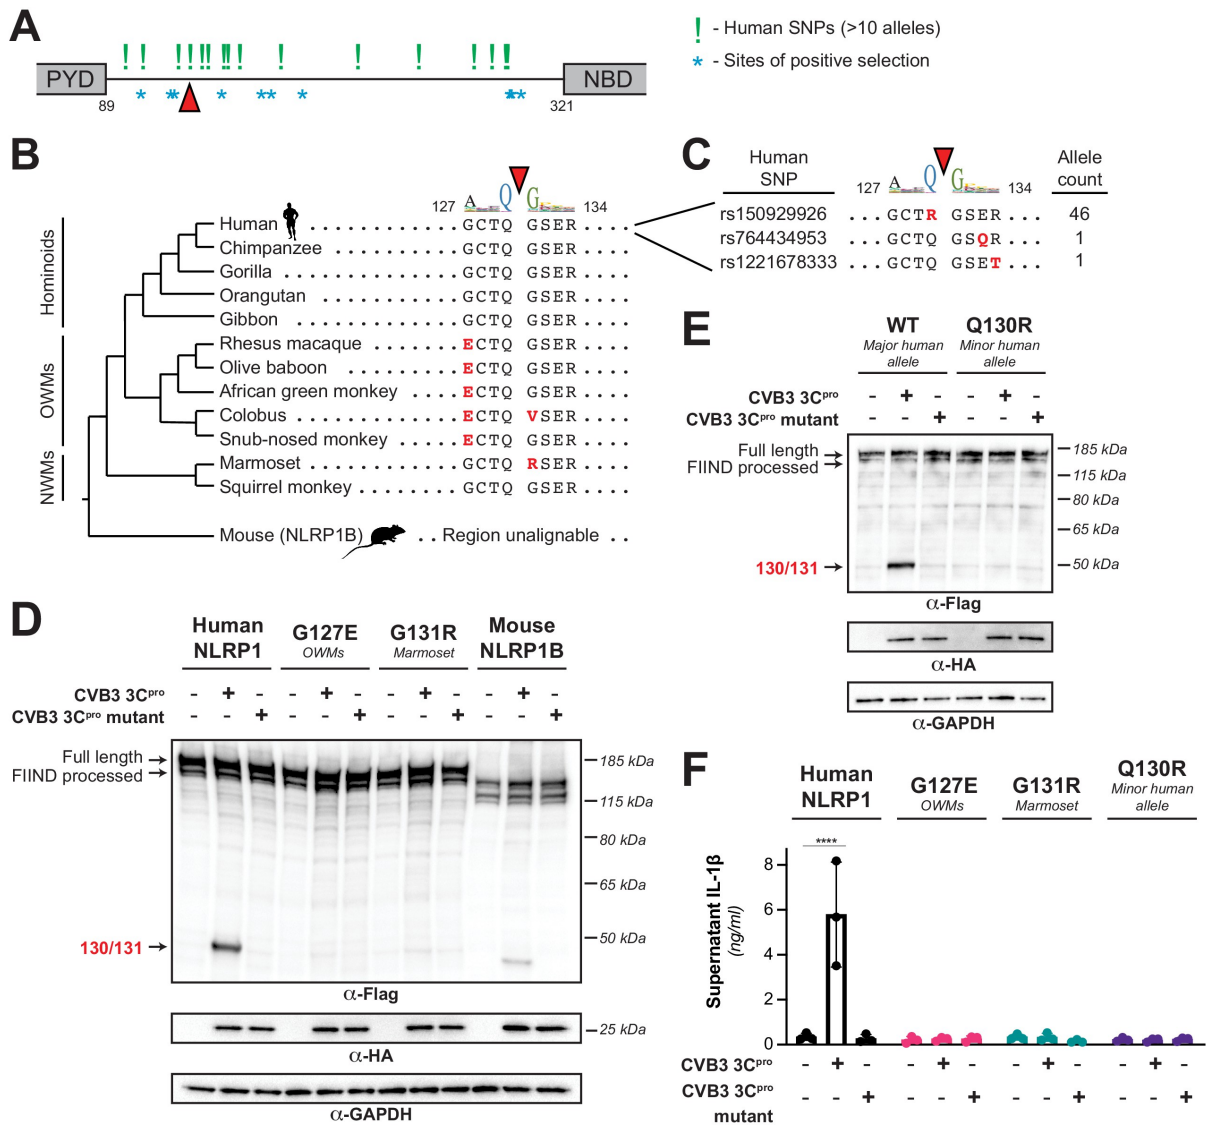 A
! - Human SNPs (>10 alleles)
* - Sites of positive selection
PYD
NBD
89
321
B
127 A Q G 134
Hominoids
OWMs
NWMs
Human . . . . . . . . . . . . . GCTQ GSER . . . .
Chimpanzee . . . . . . . . . . . . GCTQ GSER . . . .
Gorilla . . . . . . . . . . . . . . . GCTQ GSER . . . .
Orangutan . . . . . . . . . . . . GCTQ GSER . . . .
Gibbon . . . . . . . . . . . . . . GCTQ GSER . . . .
Rhesus macaque . . . . . . . . . ECTQ GSER . . . .
Olive baboon . . . . . . . . . . ECTQ GSER . . . .
African green monkey . . . . . . ECTQ GSER . . . .
Colobus . . . . . . . . . . . . . . ECTQ VSER . . . .
Snub-nosed monkey . . . . . . ECTQ GSER . . . .
Marmoset . . . . . . . . . . . . . GCTQ RSER . . . .
Squirrel monkey . . . . . . . . . GCTQ GSER . . . .
Mouse (NLRP1B) . . Region unalignable . .
C
Human SNP
127 A Q G 134
Allele count
rs150929926 . . . GCTR GSER . . . 46
rs764434953 . . . GCTQ GSQR . . . 1
rs1221678333 . . . GCTQ GSET . . . 1
D
Human NLRP1
G127E
OWMs
G131R
Marmoset
Mouse NLRP1B
CVB3 3Cpro - + - - + - - + - - + -
CVB3 3Cpro mutant - - + - - + - - + - - +
Full length
FIIND processed
130/131
185 kDa
115 kDa
80 kDa
65 kDa
50 kDa
α-Flag
25 kDa
α-HA
α-GAPDH
E
WT
Major human allele
Q130R
Minor human allele
CVB3 3Cpro - + - - + -
CVB3 3Cpro mutant - - + - - +
Full length
FIIND processed
130/131
185 kDa
115 kDa
80 kDa
65 kDa
50 kDa
α-Flag
α-HA
α-GAPDH
F
Human NLRP1
G127E
OWMs
G131R
Marmoset
Q130R
Minor human allele
****
Supernatant IL-1β
(ng/ml)
8
6
4
2
0
CVB3 3Cpro - + - - + - - + - - + -
CVB3 3Cpro mutant - - + - - + - - + - - +